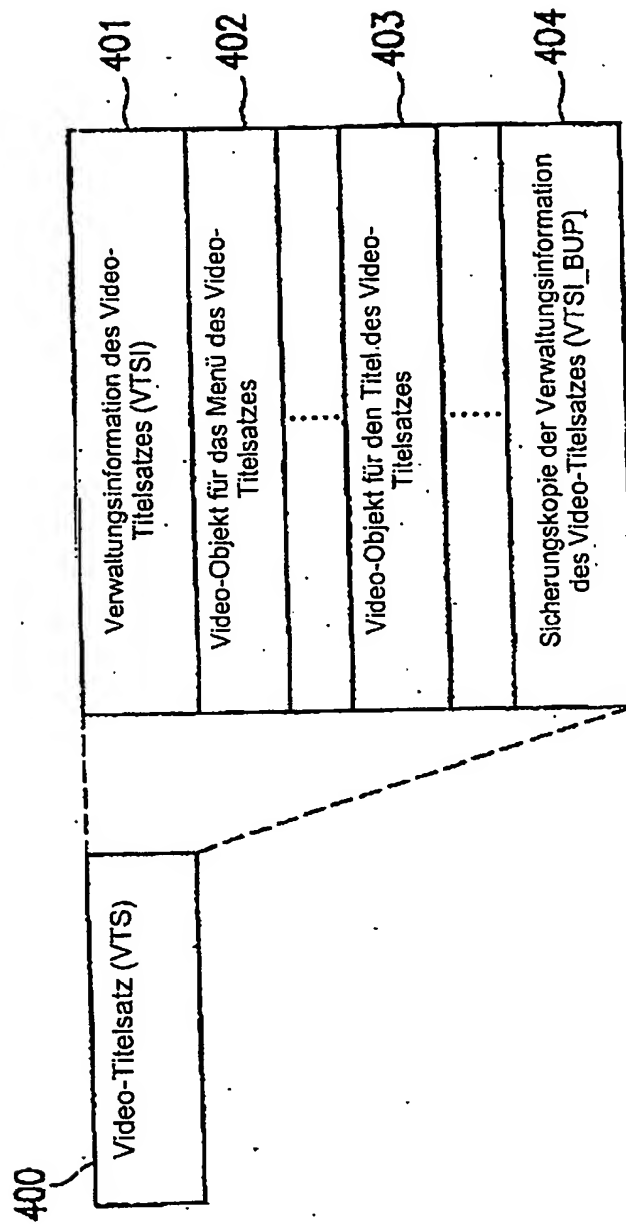 400
Video-Titelsatz (VTS)
Verwaltungsinformation des Video-
Titelsatzes (VTSI)
401
Video-Objekt für das Menü des Video-
Titelsatzes
402
Video-Objekt für den Titel des Video-
Titelsatzes
403
Sicherungskopie der Verwaltungsinformation
des Video-Titelsatzes (VTSI_BUP)
404